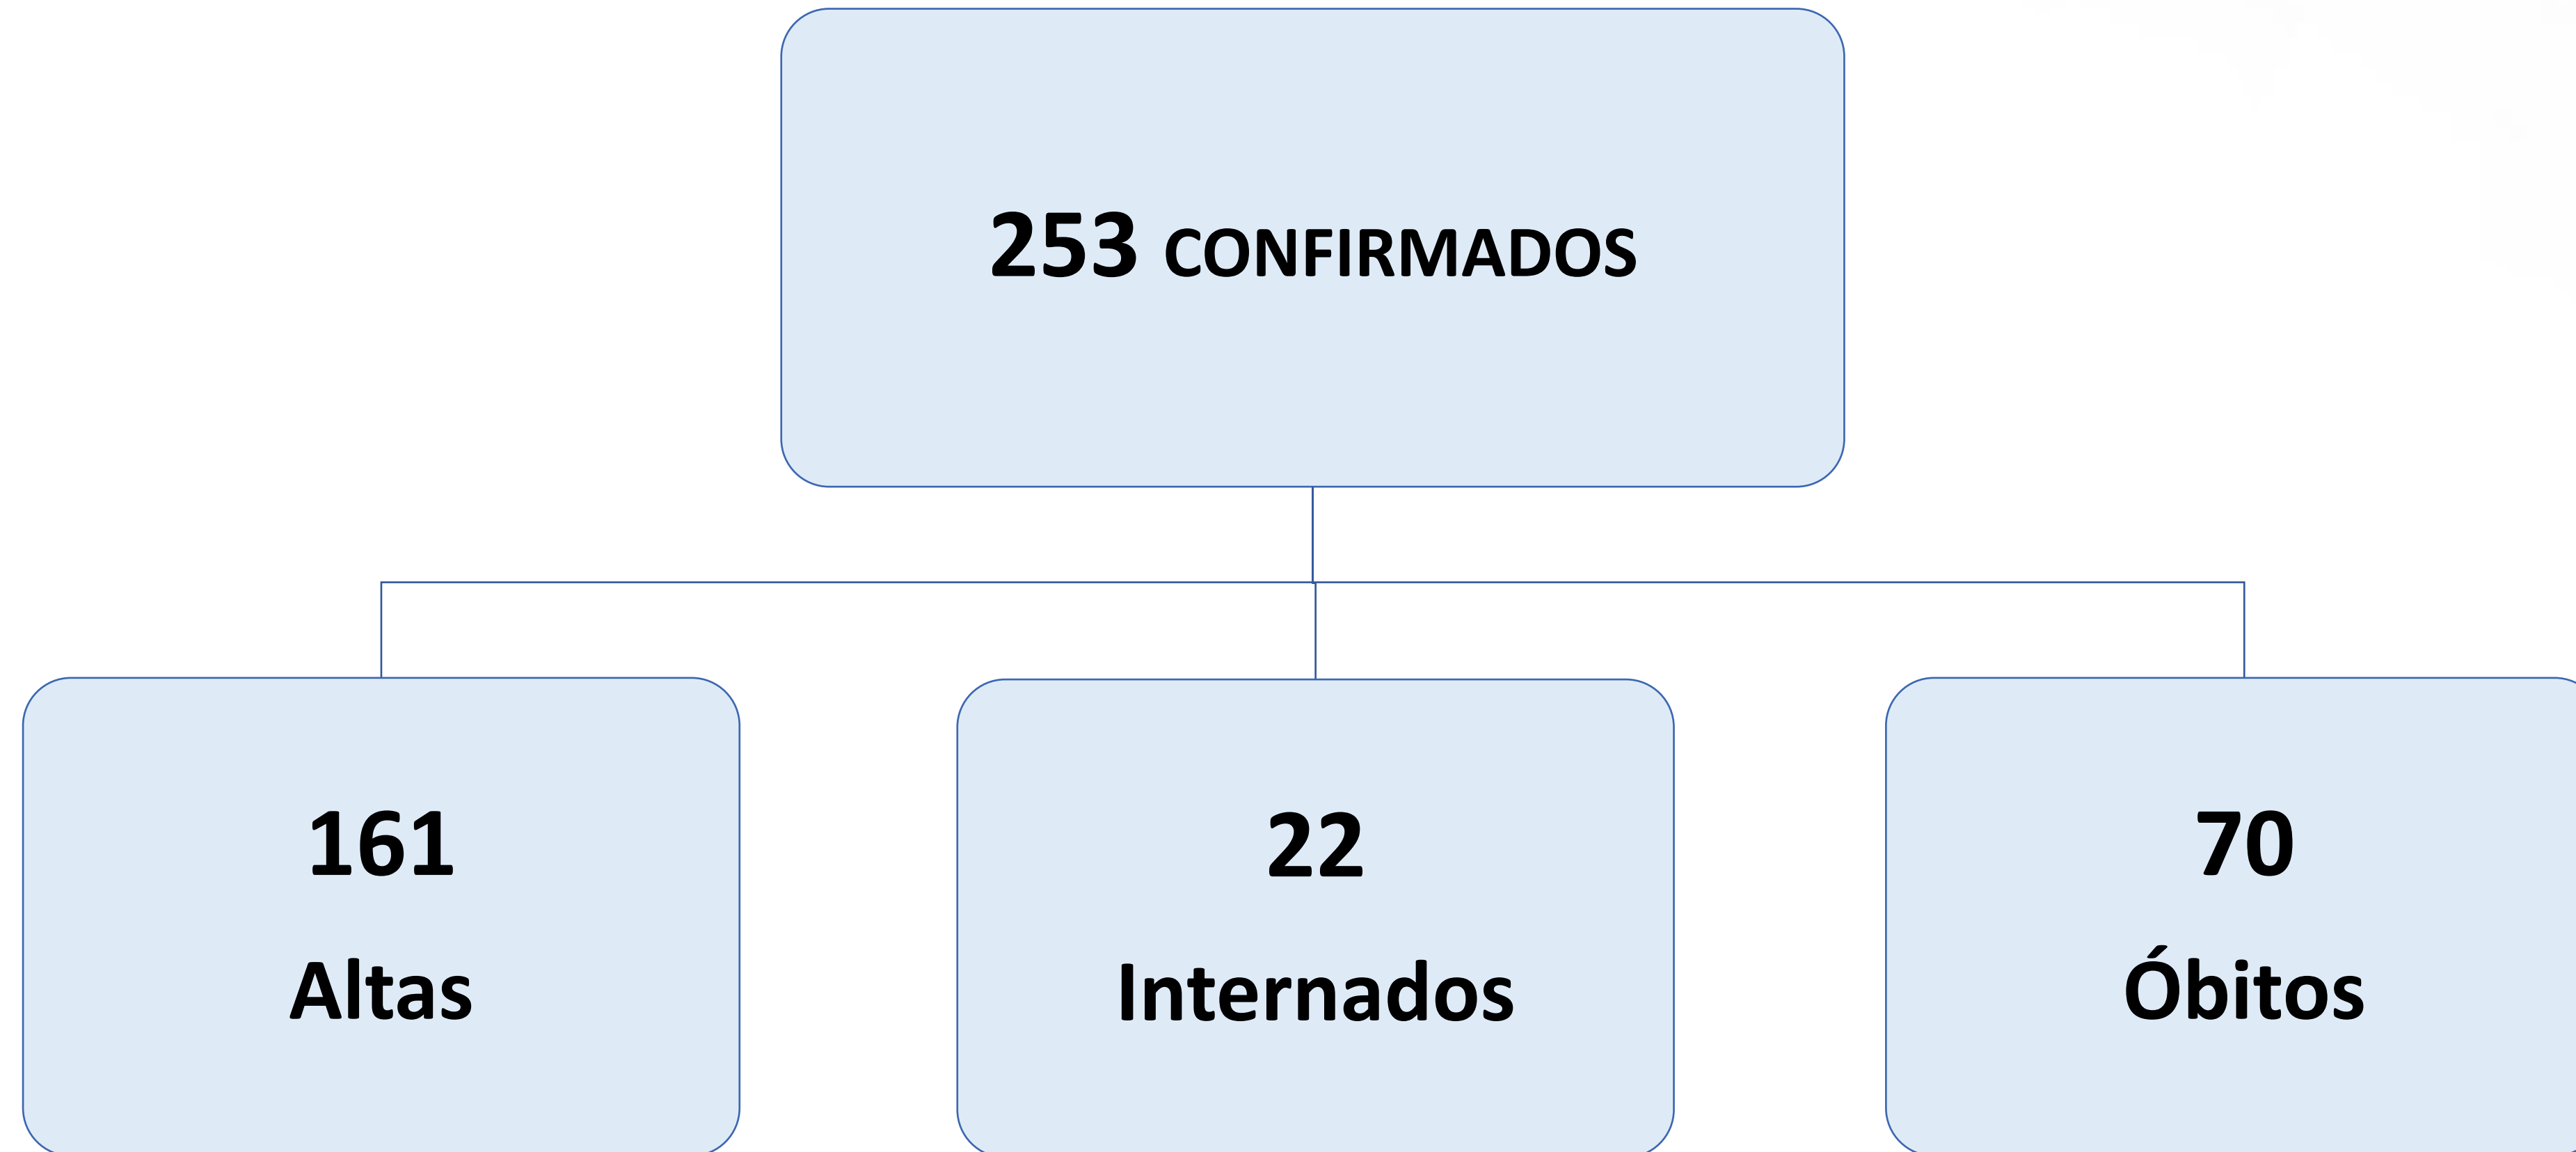 253 CONFIRMADOS
161
Altas
22
Internados
70
Óbitos